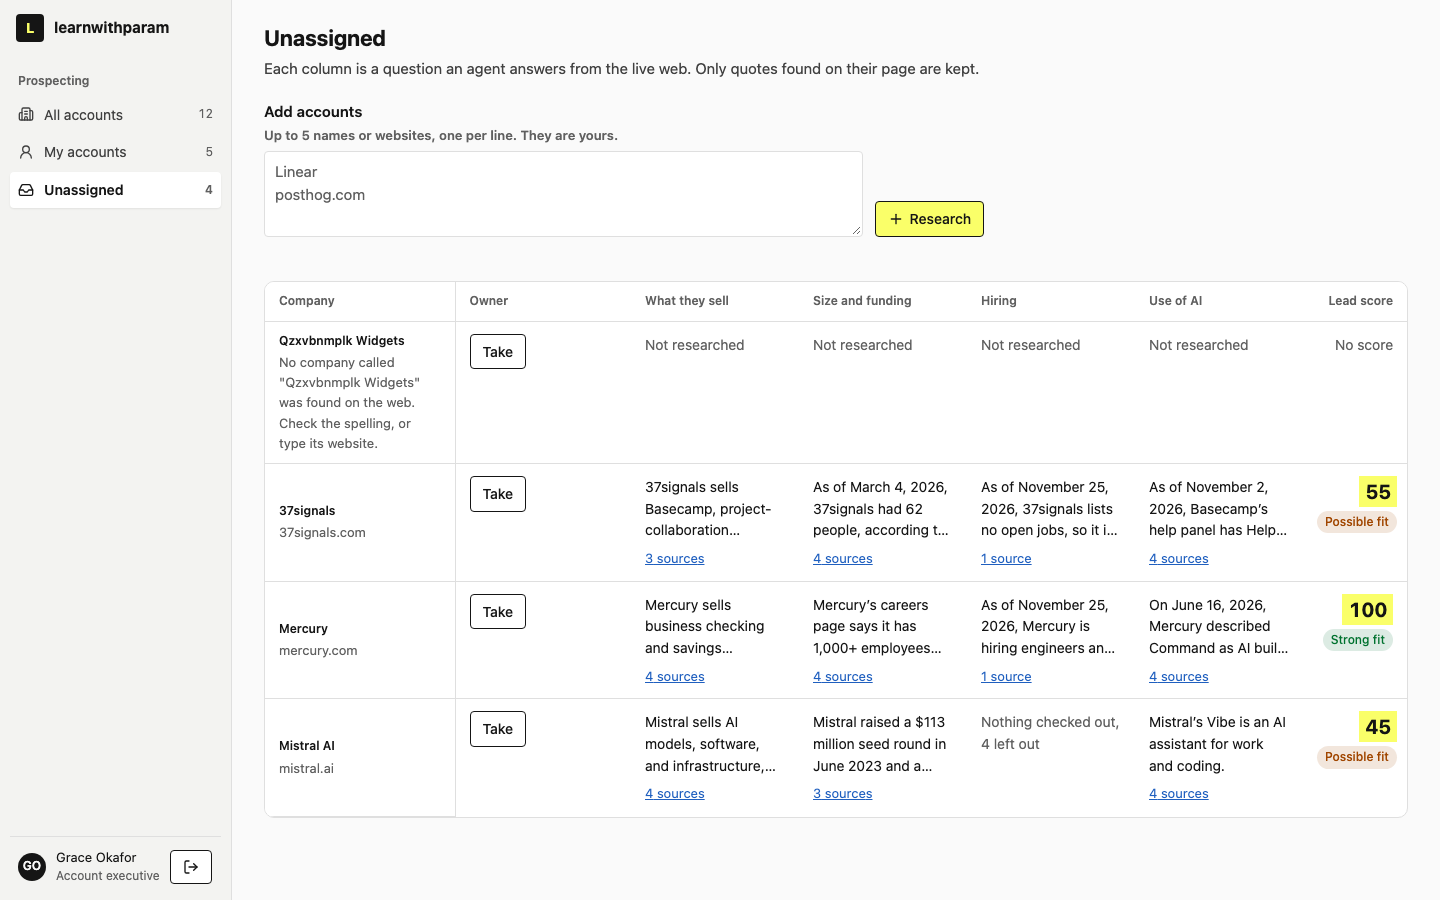 L learnwithparam
Prospecting
All accounts 12
My accounts 5
Unassigned 4
GO
Grace Okafor
Account executive
Unassigned
Each column is a question an agent answers from the live web. Only quotes found on their page are kept.
Add accounts
Up to 5 names or websites, one per line. They are yours.
Linear
posthog.com
+ Research
Company Owner What they sell Size and funding Hiring Use of AI Lead score
Qzxvbnmplk Widgets
No company called
"Qzxvbnmplk Widgets"
was found on the web.
Check the spelling, or
type its website.
Take
Not researched
Not researched
Not researched
Not researched
No score
37signals
37signals.com
Take
37signals sells
Basecamp, project-
collaboration…
3 sources
As of March 4, 2026,
37signals had 62
people, according t…
4 sources
As of November 25,
2026, 37signals lists
no open jobs, so it i…
1 source
As of November 2,
2026, Basecamp’s
help panel has Help…
4 sources
55
Possible fit
Mercury
mercury.com
Take
Mercury sells
business checking
and savings…
4 sources
Mercury’s careers
page says it has
1,000+ employees…
4 sources
As of November 25,
2026, Mercury is
hiring engineers an…
1 source
On June 16, 2026,
Mercury described
Command as AI buil…
4 sources
100
Strong fit
Mistral AI
mistral.ai
Take
Mistral sells AI
models, software,
and infrastructure,…
4 sources
Mistral raised a $113
million seed round in
June 2023 and a…
3 sources
Nothing checked out,
4 left out
Mistral’s Vibe is an AI
assistant for work
and coding.
4 sources
45
Possible fit